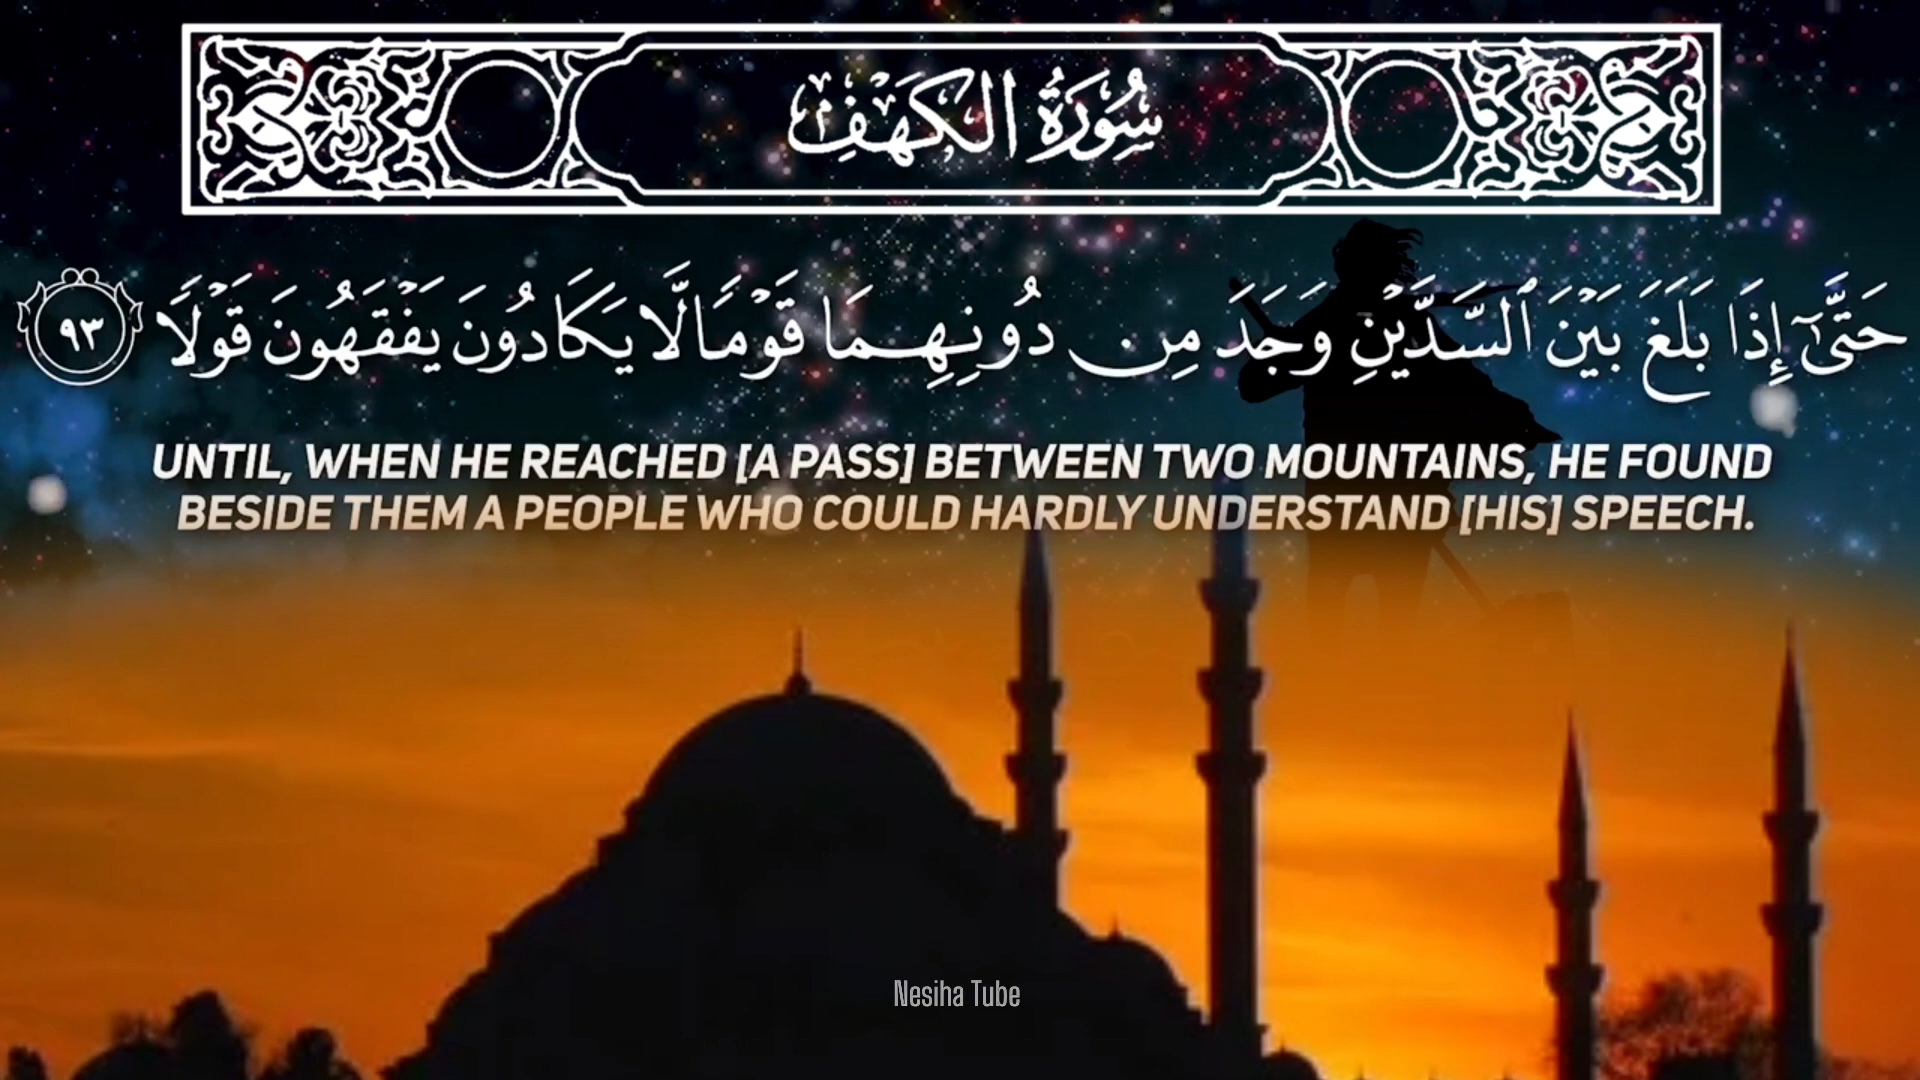 سُورَةُ الكَهۡفِ
حَتَّىٰٓ إِذَا بَلَغَ بَيۡنَ ٱلسَّدَّيۡنِ وَجَدَ مِن دُونِهِمَا قَوۡمًا لَّا يَكَادُونَ يَفۡقَهُونَ قَوۡلًا ٩٣
UNTIL, WHEN HE REACHED [A PASS] BETWEEN TWO MOUNTAINS, HE FOUND
BESIDE THEM A PEOPLE WHO COULD HARDLY UNDERSTAND [HIS] SPEECH.
Nesiha Tube